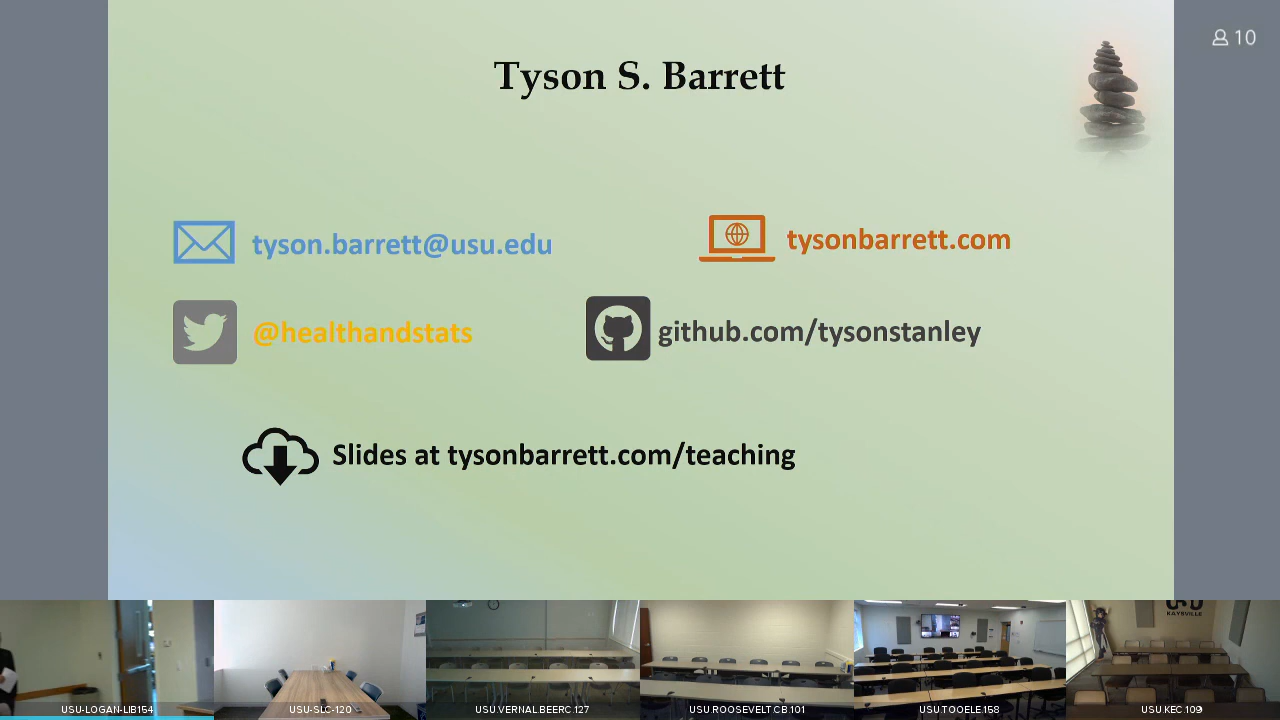 Tyson S. Barrett
10
tyson.barrett@usu.edu
tysonbarrett.com
@healthandstats
github.com/tysonstanley
Slides at tysonbarrett.com/teaching
USU
KAYSVILLE
USU-LOGAN-LIB154
USU-SLC-120
USU.VERNAL.BEERC.127
USU.ROOSEVELT.CB.101
USU.TOOELE.158
USU.KEC.109